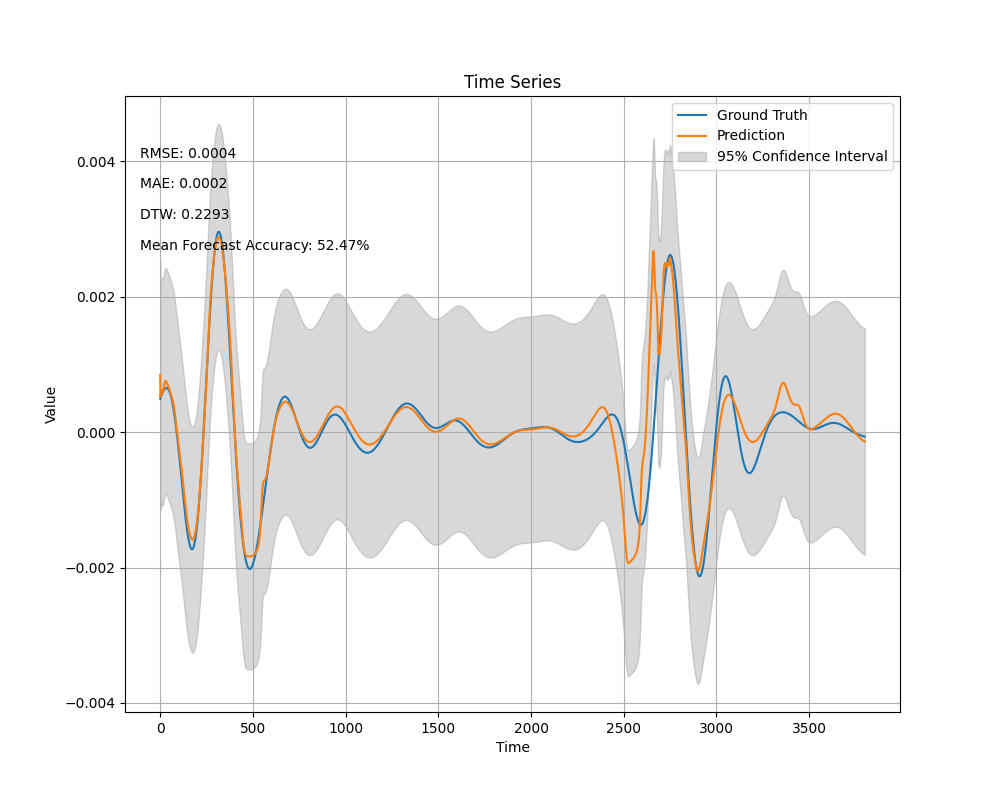 Time Series
Ground Truth
Prediction
95% Confidence Interval
RMSE: 0.0004
MAE: 0.0002
DTW: 0.2293
Mean Forecast Accuracy: 52.47%
Value
0.004
0.002
0.000
−0.002
−0.004
0 500 1000 1500 2000 2500 3000 3500
Time